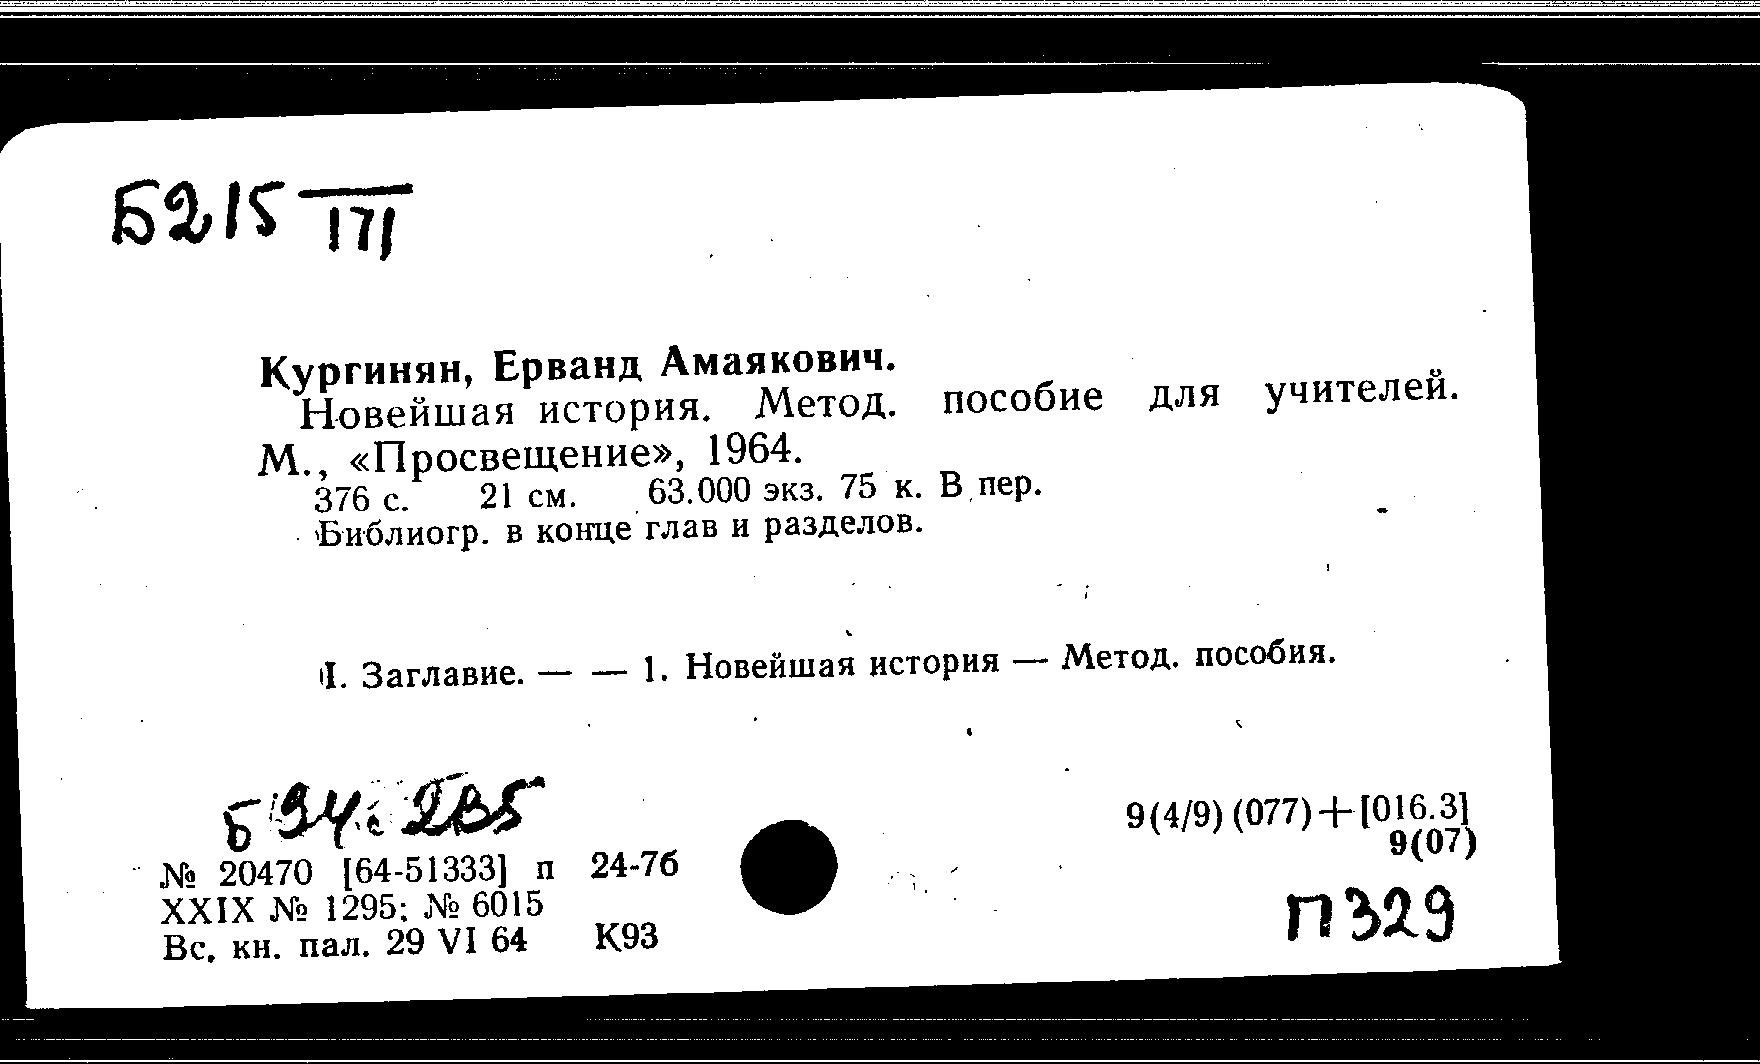 Б215 171
Кургинян, Ерванд Амаякович.
Новейшая история. Метод. пособие для учителей.
М., «Просвещение», 1964.
376 с. 21 см. 63.000 экз. 75 к. В пер.
Библиогр. в конце глав и разделов.
I. Заглавие. — — 1. Новейшая история — Метод. пособия.
9(4/9) (077)+[016.3]
9(07)
№ 20470 [64-51333] п 24-7б
XXIX № 1295; № 6015
Вс. кн. пал. 29 VI 64 К93
П329